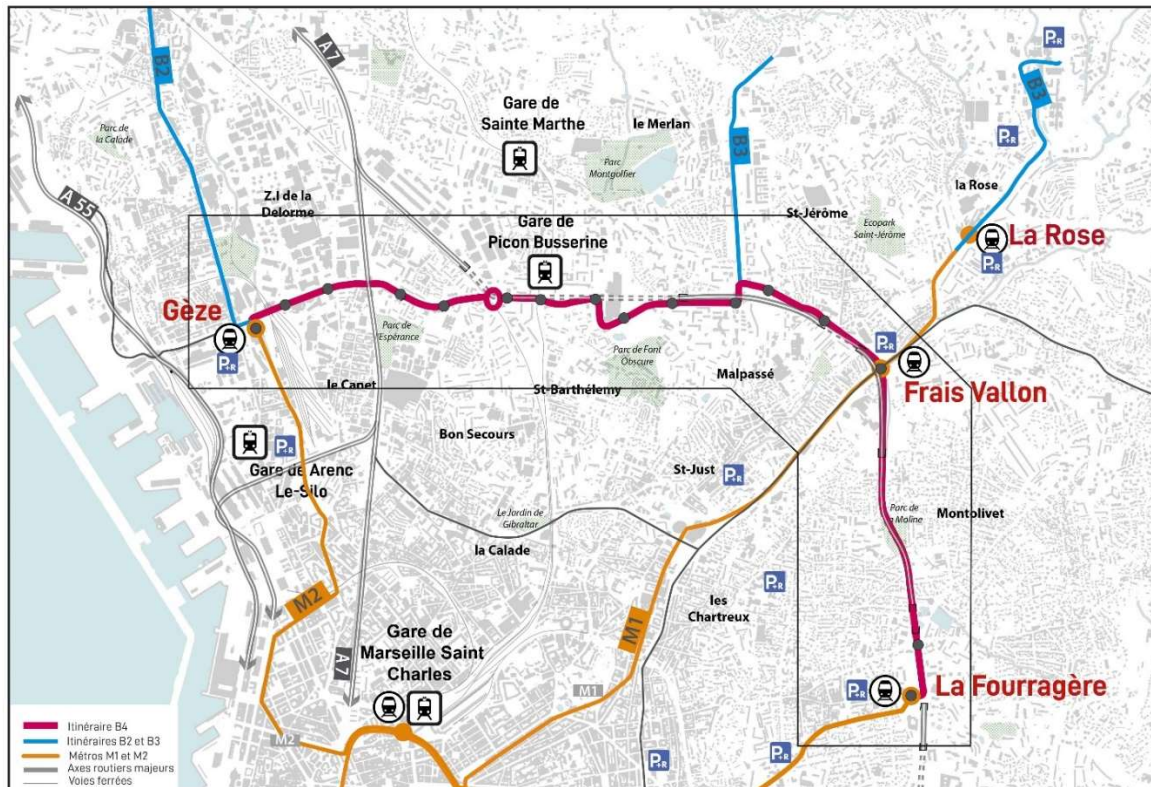 B2
A7
P+R
Gare de
Sainte Marthe
le Merlan
B3
Parc de
la Calade
Parc
Montgolfier
B3
P+R
A 55
Z.I de la
Delorme
la Rose
St-Jérôme
Ecopark
Saint-Jérôme
La Rose
P+R
Gare de
Picon Busserine
Gèze
P+R
Parc de
l'Espérance
Parc de Font
Obscure
P+R
Frais Vallon
le Canet
St-Barthélemy
Malpassé
Bon Secours
P+R
Gare de Arenc
Le-Silo
St-Just
P+R
Le Jardin de
Gibraltar
Parc de
la Moline
Montolivet
la Calade
P+R
M2
les
Chartreux
M1
Gare de
Marseille Saint
Charles
A7
M1
P+R
La Fourragère
M2
P+R
P+R
Itinéraire B4
Itinéraires B2 et B3
Métros M1 et M2
Axes routiers majeurs
Voies ferrées